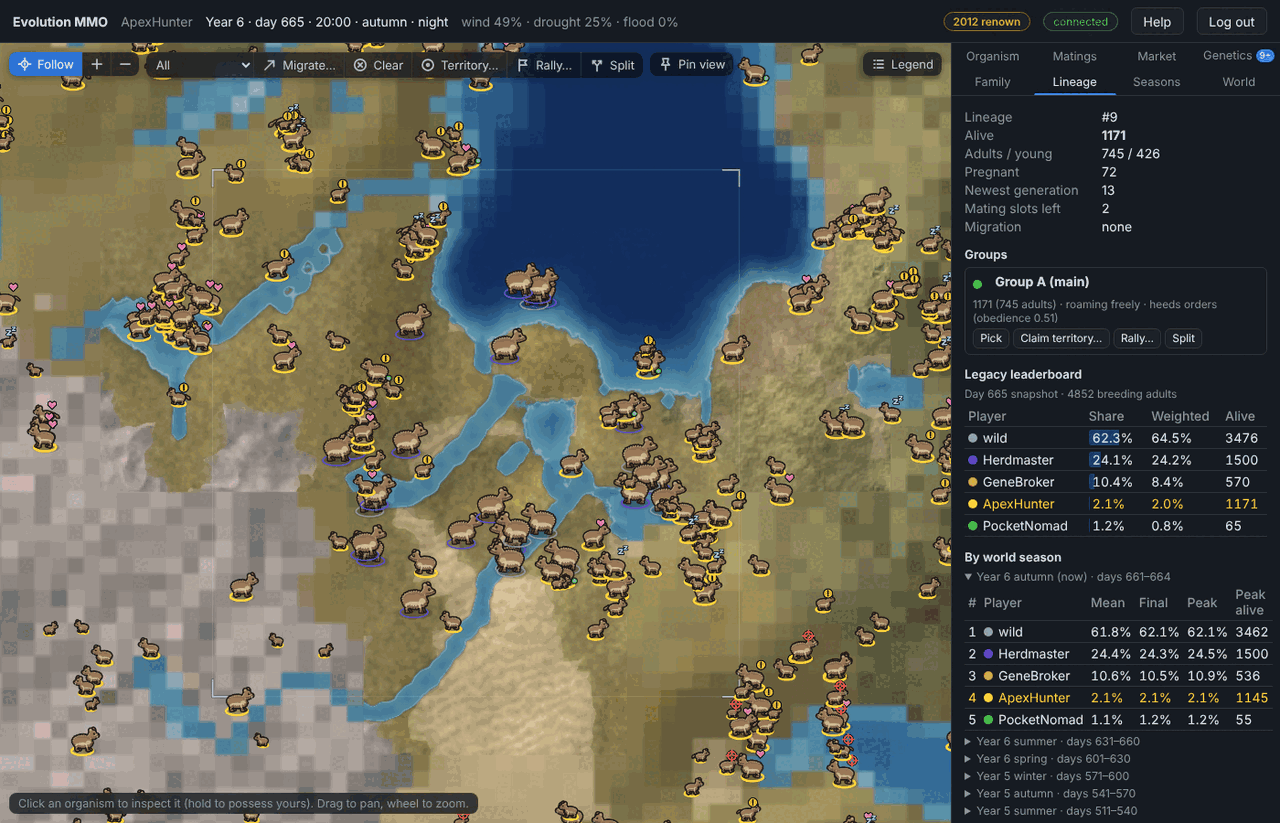 Evolution MMO ApexHunter Year 6 · day 665 · 20:00 · autumn · night wind 49% · drought 25% · flood 0% 2012 renown connected Help Log out
Follow + − All Migrate... Clear Territory... Rally... Split Pin view Legend
Organism Matings Market Genetics 9+
Family Lineage Seasons World
Lineage #9
Alive 1171
Adults / young 745 / 426
Pregnant 72
Newest generation 13
Mating slots left 2
Migration none
Groups
Group A (main)
1171 (745 adults) · roaming freely · heeds orders
(obedience 0.51)
Pick Claim territory... Rally... Split
Legacy leaderboard
Day 665 snapshot · 4852 breeding adults
Player Share Weighted Alive
wild 62.3% 64.5% 3476
Herdmaster 24.1% 24.2% 1500
GeneBroker 10.4% 8.4% 570
ApexHunter 2.1% 2.0% 1171
PocketNomad 1.2% 0.8% 65
By world season
Year 6 autumn (now) · days 661–664
# Player Mean Final Peak Peak alive
1 wild 61.8% 62.1% 62.1% 3462
2 Herdmaster 24.4% 24.3% 24.5% 1500
3 GeneBroker 10.6% 10.5% 10.9% 536
4 ApexHunter 2.1% 2.1% 2.1% 1145
5 PocketNomad 1.1% 1.2% 1.2% 55
Year 6 summer · days 631–660
Year 6 spring · days 601–630
Year 5 winter · days 571–600
Year 5 autumn · days 541–570
Year 5 summer · days 511–540
Click an organism to inspect it (hold to possess yours). Drag to pan, wheel to zoom.